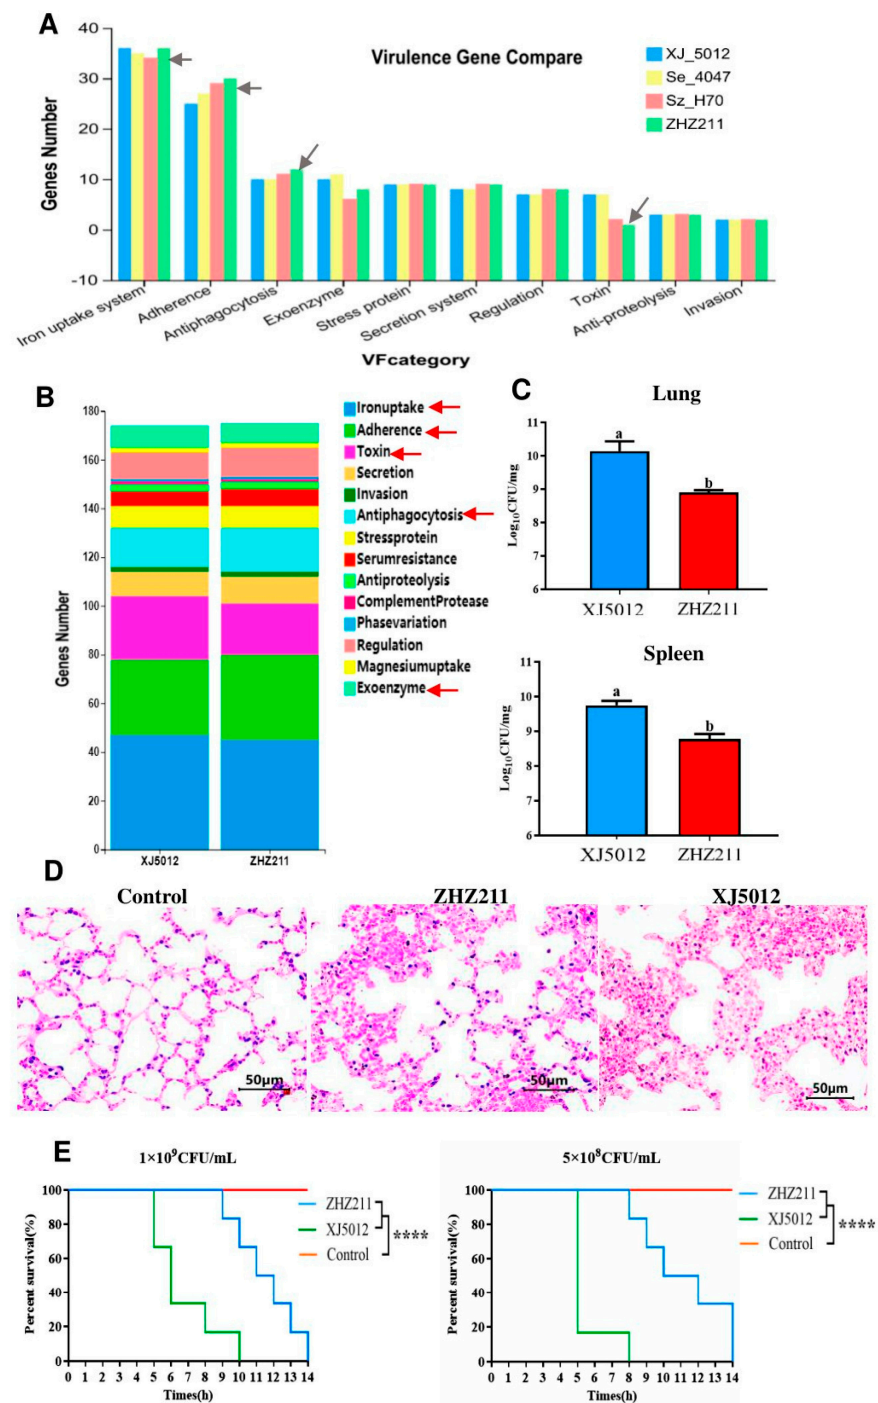 A
Virulence Gene Compare
XJ_5012
Se_4047
Sz_H70
ZHZ211
Genes Number
40
30
20
10
0
-10
Iron uptake system
Adherence
Antiphagocytosis
Exoenzyme
Stress protein
Secretion system
Regulation
Toxin
Anti-proteolysis
Invasion
VFcategory
B
Genes Number
180
160
140
120
100
80
60
40
20
0
XJ5012
ZHZ211
Ironuptake
Adherence
Toxin
Secretion
Invasion
Antiphagocytosis
Stressprotein
Serumresistance
Antiproteolysis
ComplementProtease
Phasevariation
Regulation
Magnesiumuptake
Exoenzyme
C
Lung
Log10CFU/mg
11
10
9
8
7
6
a
b
XJ5012
ZHZ211
Spleen
Log10CFU/mg
11
10
9
8
7
6
a
b
XJ5012
ZHZ211
D
Control
ZHZ211
XJ5012
50μm
50μm
50μm
E
1×10⁹CFU/mL
Percent survival(%)
100
80
60
40
20
0
0 1 2 3 4 5 6 7 8 9 10 11 12 13 14
Times(h)
ZHZ211
XJ5012
Control
****
5×10⁸CFU/mL
Percent survival(%)
100
80
60
40
20
0
0 1 2 3 4 5 6 7 8 9 10 11 12 13 14
Times(h)
ZHZ211
XJ5012
Control
****